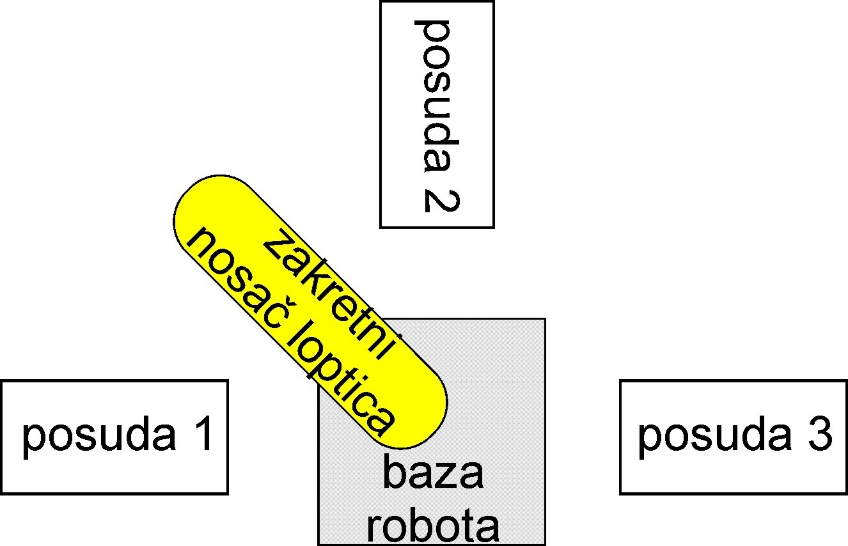 posuda 2
zakretni
nosač loptica
posuda 1
posuda 3
baza
robota